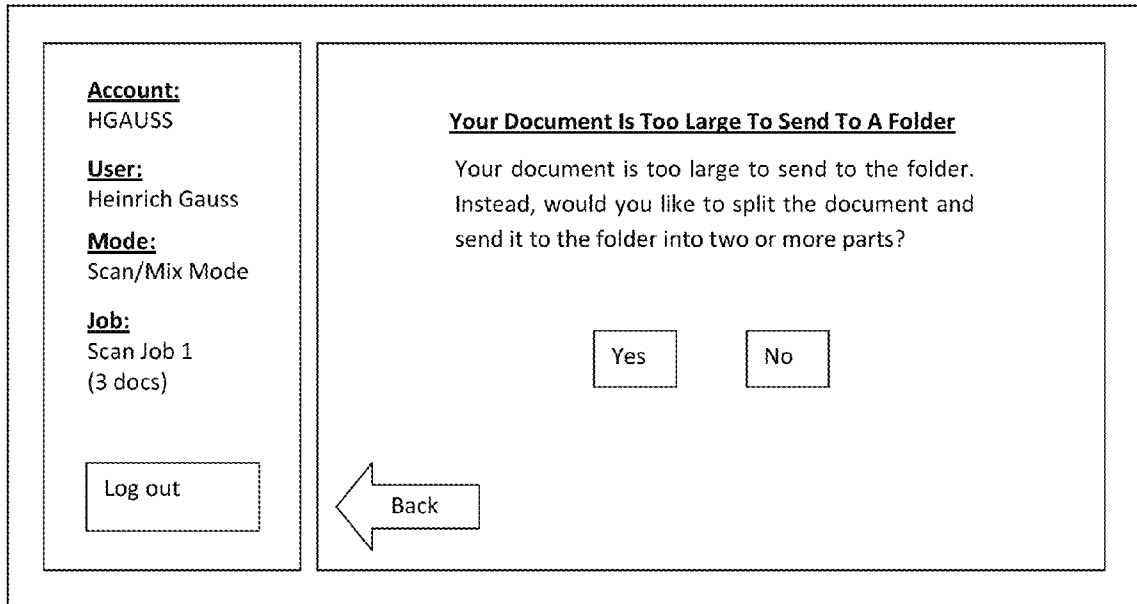 Account:
HGAUSS
User:
Heinrich Gauss
Mode:
Scan/Mix Mode
Job:
Scan Job 1
(3 docs)
Log out
Your Document Is Too Large To Send To A Folder
Your document is too large to send to the folder.
Instead, would you like to split the document and
send it to the folder into two or more parts?
Yes
No
Back